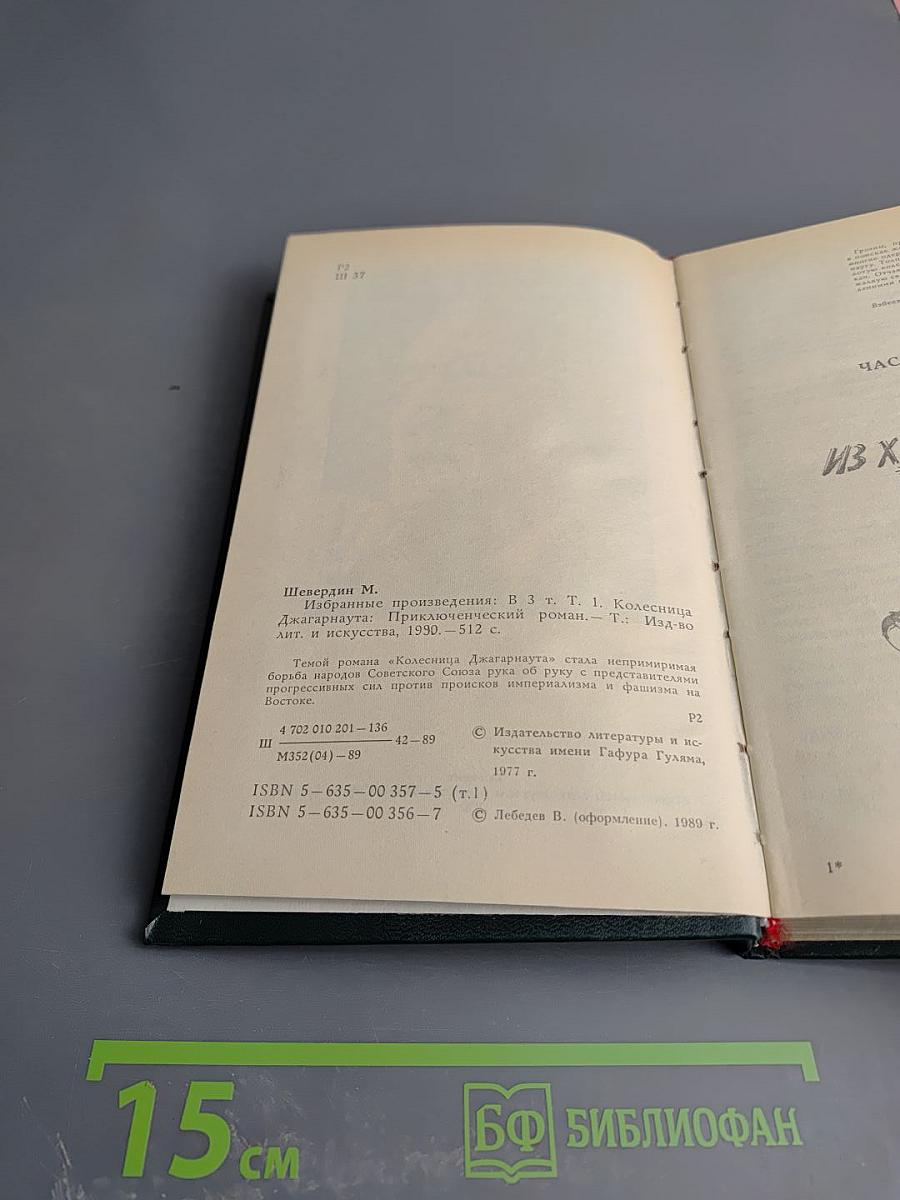 Р2
Ш 37
Шевердин М.
Избранные произведения: В 3 т. Т. 1. Колесница
Джагарнаута: Приключенческий роман.— Т.: Изд-во
лит. и искусства, 1990.—512 с.
Темой романа «Колесница Джагарнаута» стала непримиримая
борьба народов Советского Союза рука об руку с представителями
прогрессивных сил против происков империализма и фашизма на
Востоке.
Р2
Ш 4 702 010 201—136 42—89
М352(04)—89
© Издательство литературы и ис-
кусства имени Гафура Гуляма,
1977 г.
ISBN 5—635—00 357—5 (т.1)
ISBN 5—635—00 356—7
© Лебедев В. (оформление). 1989 г.
ЧАС
ИЗ Х
1*
15 см
БФ БИБЛИОФАН